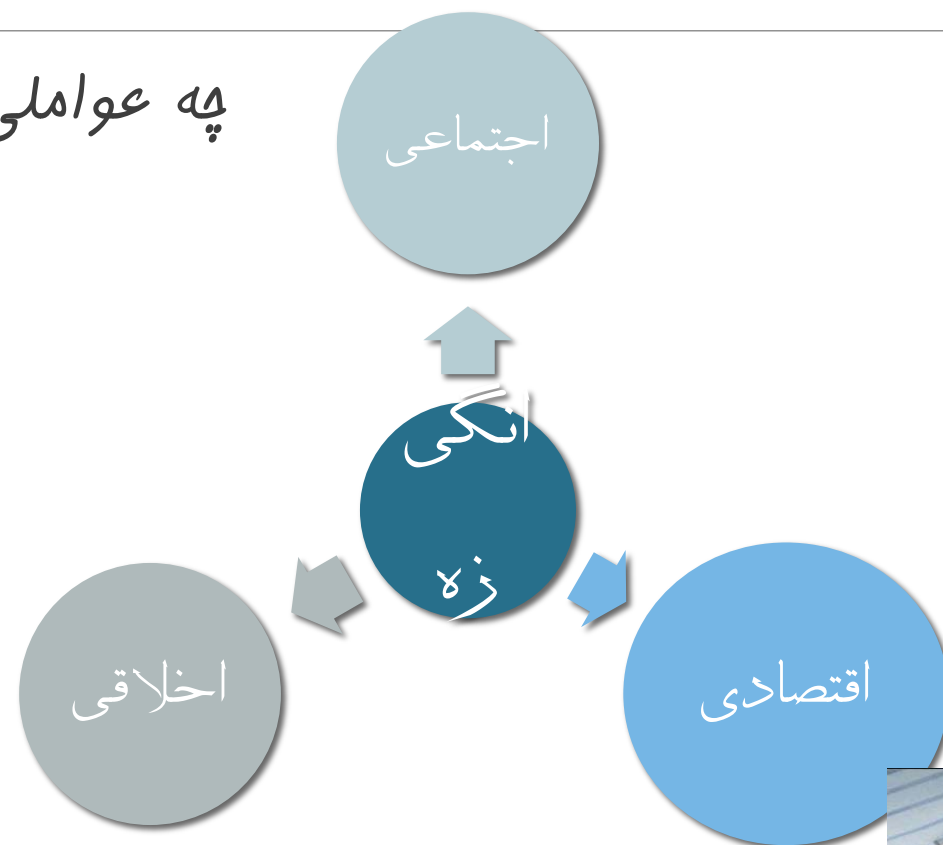 چه عواملی
اجتماعی
انگی
زه
اخلاقی
اقتصادی